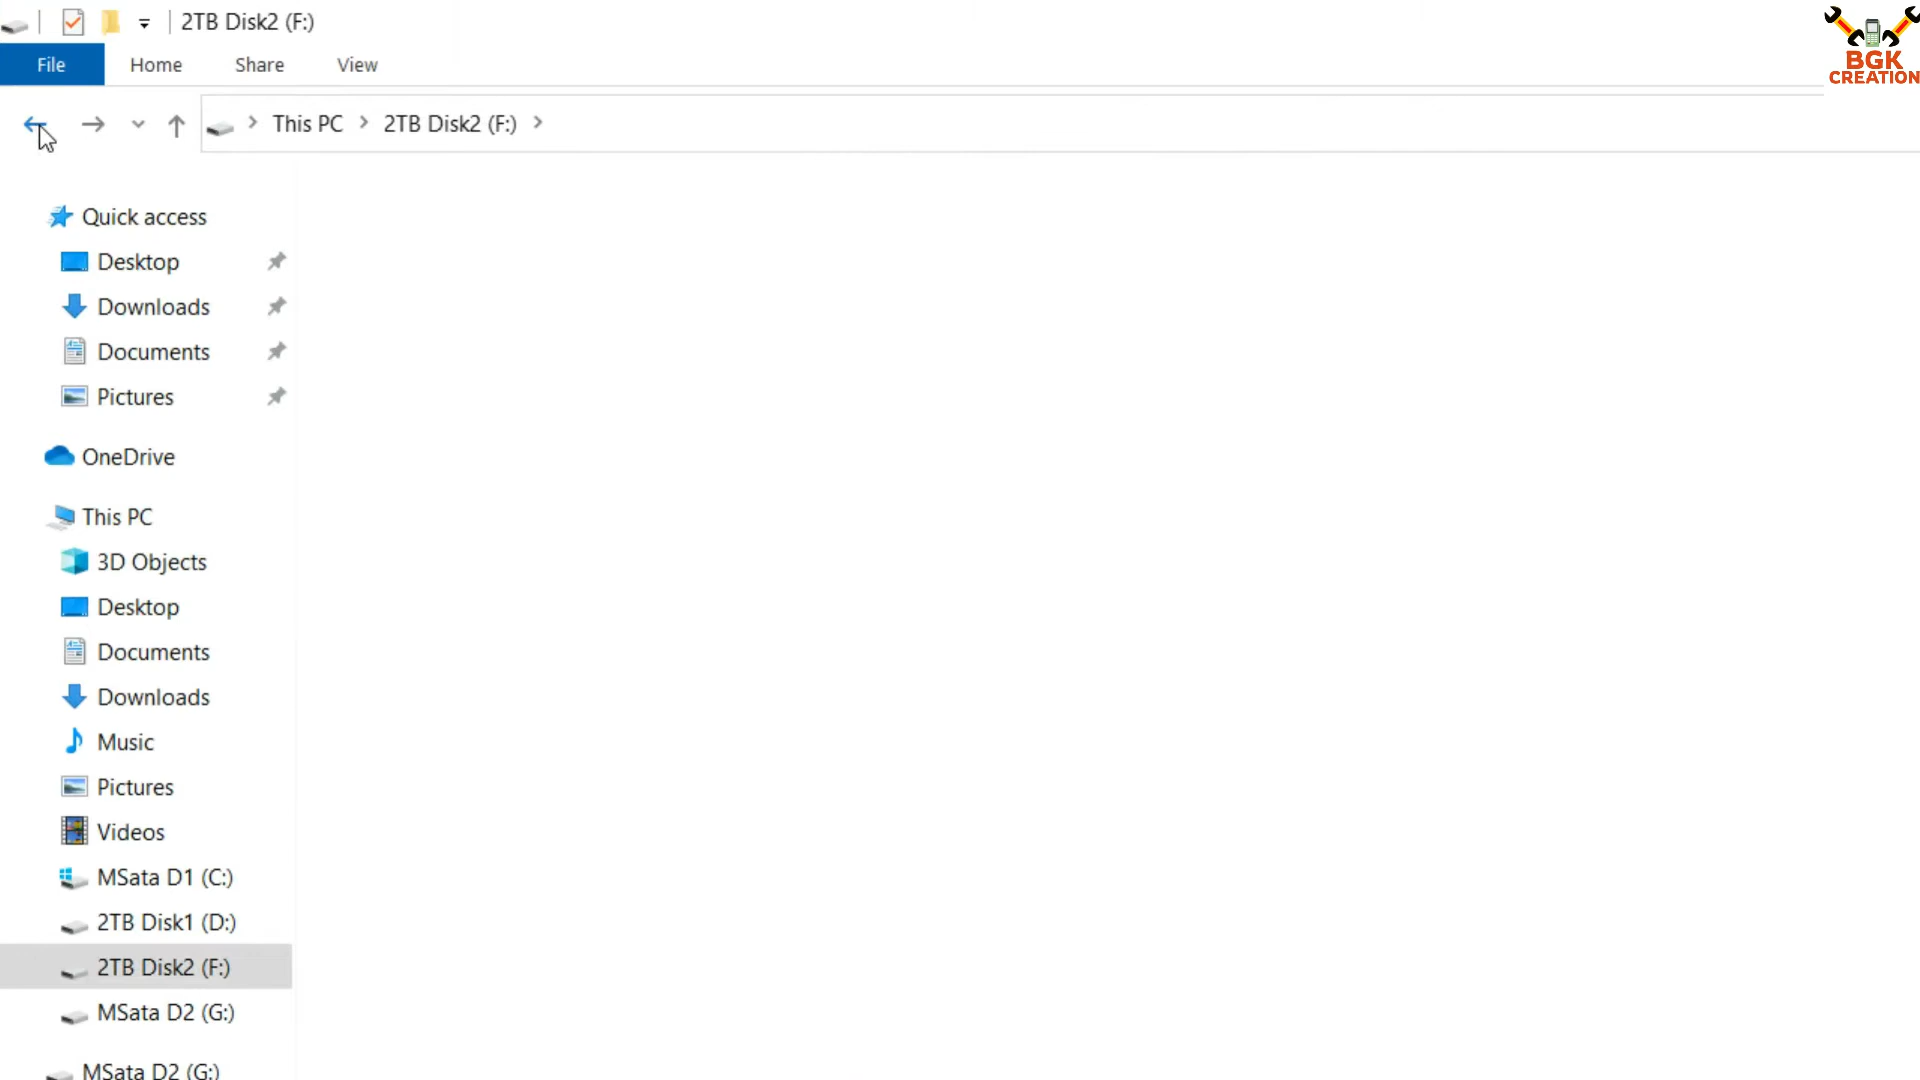 2TB Disk2 (F:)
File Home Share View
This PC 2TB Disk2 (F:)
BGK
CREATION
Quick access
Desktop
Downloads
Documents
Pictures
OneDrive
This PC
3D Objects
Desktop
Documents
Downloads
Music
Pictures
Videos
MSata D1 (C:)
2TB Disk1 (D:)
2TB Disk2 (F:)
MSata D2 (G:)
MSata D2 (G:)